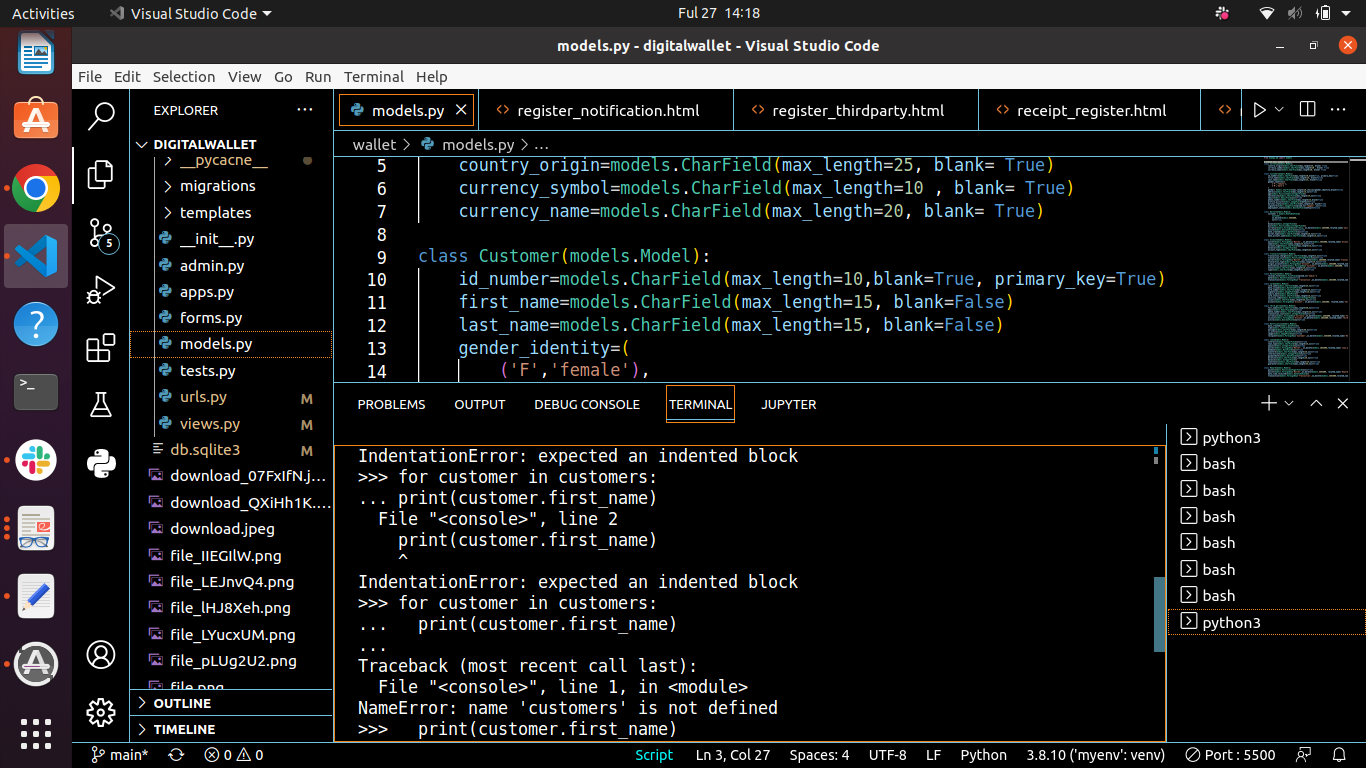 Activities Visual Studio Code Ful 27 14:18
models.py - digitalwallet - Visual Studio Code
File Edit Selection View Go Run Terminal Help
EXPLORER
DIGITALWALLET
__pycacne__
migrations
templates
__init__.py
admin.py
apps.py
forms.py
models.py
tests.py
urls.py M
views.py M
db.sqlite3 M
download_07FxIfN.j...
download_QXiHh1K....
download.jpeg
file_IIEGIlW.png
file_LEJnvQ4.png
file_lHJ8Xeh.png
file_LYucxUM.png
file_pLUg2U2.png
file.png
OUTLINE
TIMELINE
5
models.py register_notification.html register_thirdparty.html receipt_register.html
wallet > models.py > ...
5 country_origin=models.CharField(max_length=25, blank= True)
6 currency_symbol=models.CharField(max_length=10 , blank= True)
7 currency_name=models.CharField(max_length=20, blank= True)
8
9 class Customer(models.Model):
10 id_number=models.CharField(max_length=10,blank=True, primary_key=True)
11 first_name=models.CharField(max_length=15, blank=False)
12 last_name=models.CharField(max_length=15, blank=False)
13 gender_identity=(
14 ('F','female'),
PROBLEMS OUTPUT DEBUG CONSOLE TERMINAL JUPYTER
IndentationError: expected an indented block
>>> for customer in customers:
... print(customer.first_name)
File "<console>", line 2
print(customer.first_name)
^
IndentationError: expected an indented block
>>> for customer in customers:
... print(customer.first_name)
...
Traceback (most recent call last):
File "<console>", line 1, in <module>
NameError: name 'customers' is not defined
>>> print(customer.first_name)
python3
bash
bash
bash
bash
bash
bash
python3
main* 0 0 Script Ln 3, Col 27 Spaces: 4 UTF-8 LF Python 3.8.10 ('myenv': venv) Port : 5500